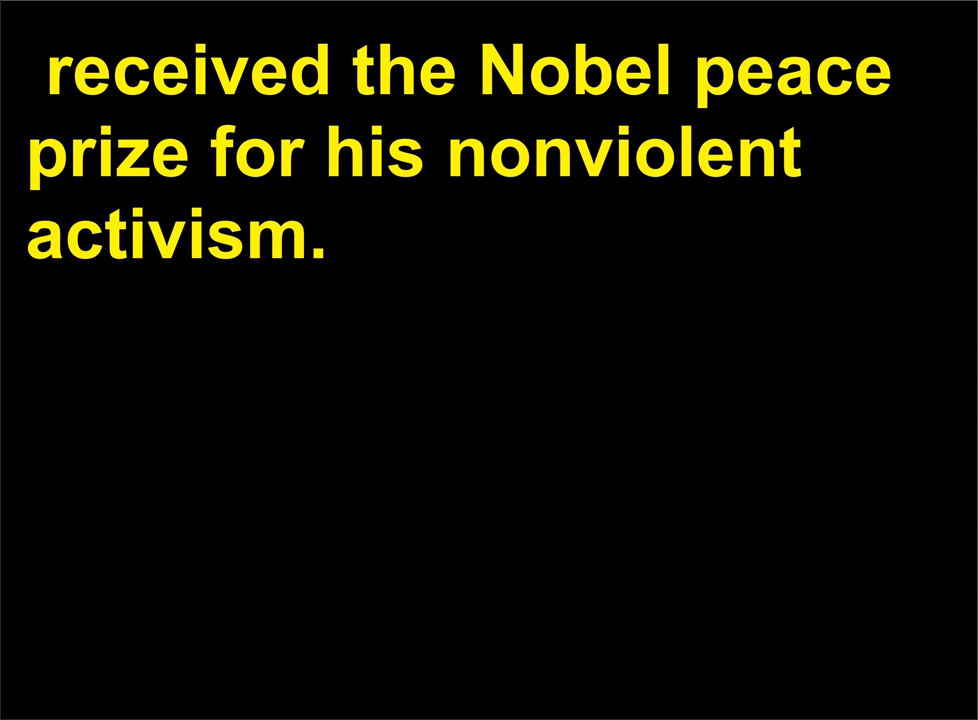 received the Nobel peace
prize for his nonviolent
activism.